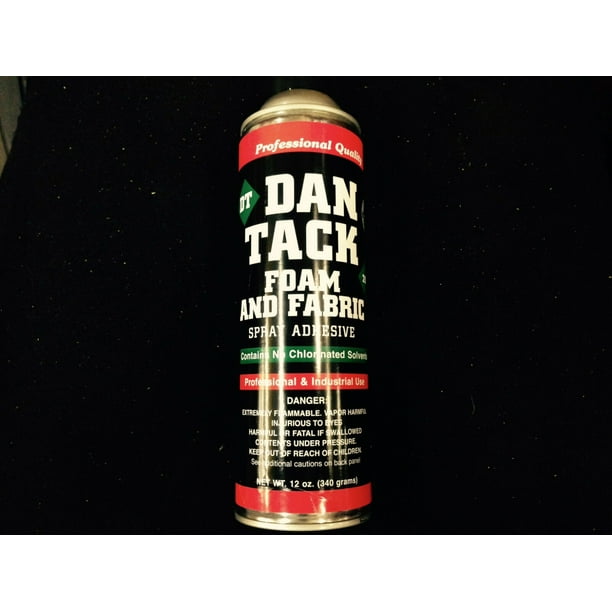 Professional Quality
DT
DAN
TACK
FOAM
AND FABRIC
SPRAY ADHESIVE
Contains No Chlorinated Solvents
Professional & Industrial Use
DANGER:
EXTREMELY FLAMMABLE. VAPOR HARMFUL
INJURIOUS TO EYES
HARMFUL OR FATAL IF SWALLOWED
CONTENTS UNDER PRESSURE.
KEEP OUT OF REACH OF CHILDREN.
See additional cautions on back panel
NET WT. 12 oz. (340 grams)